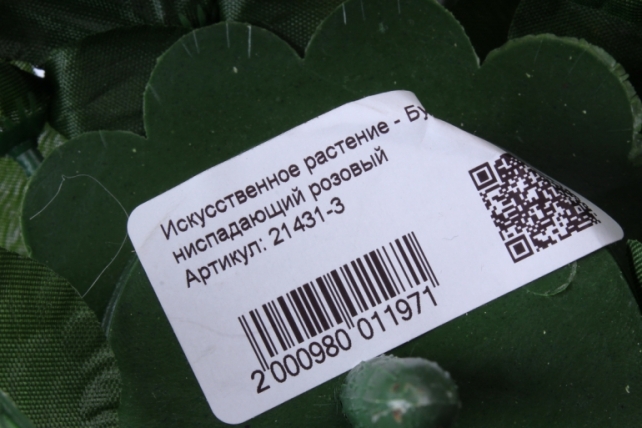 Искусственное растение - Бу
ниспадающий розовый
Артикул: 21431-3
2 000980 011971